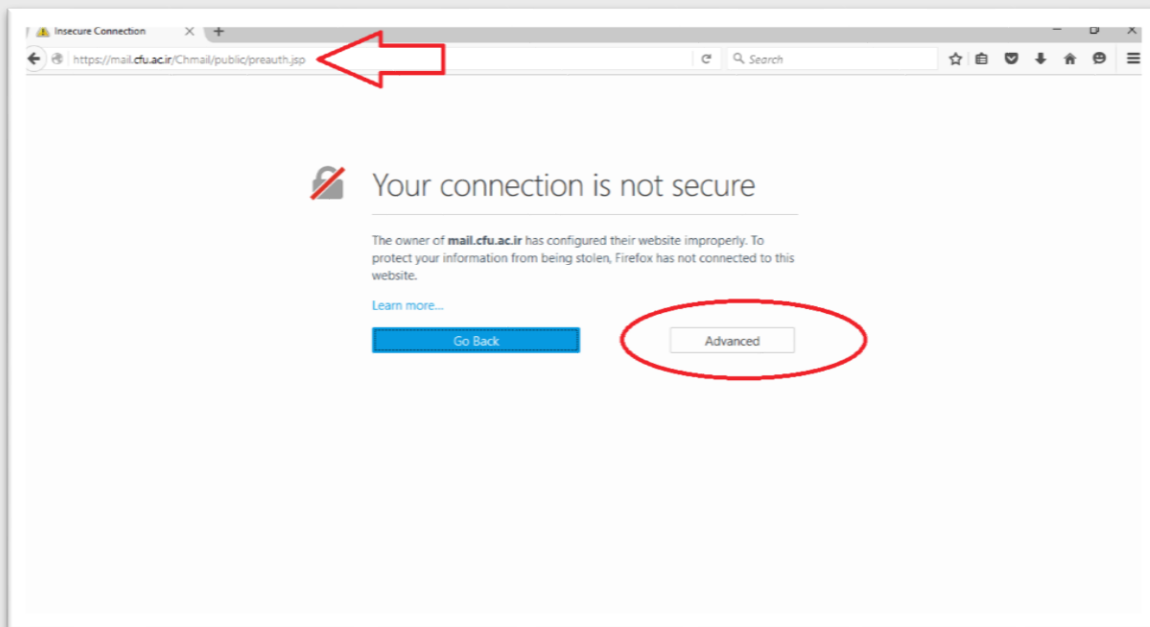 Insecure Connection
https://mail.cfu.ac.ir/Chmail/public/preauth.jsp
Search
Your connection is not secure
The owner of mail.cfu.ac.ir has configured their website improperly. To
protect your information from being stolen, Firefox has not connected to this
website.
Learn more...
Go Back
Advanced